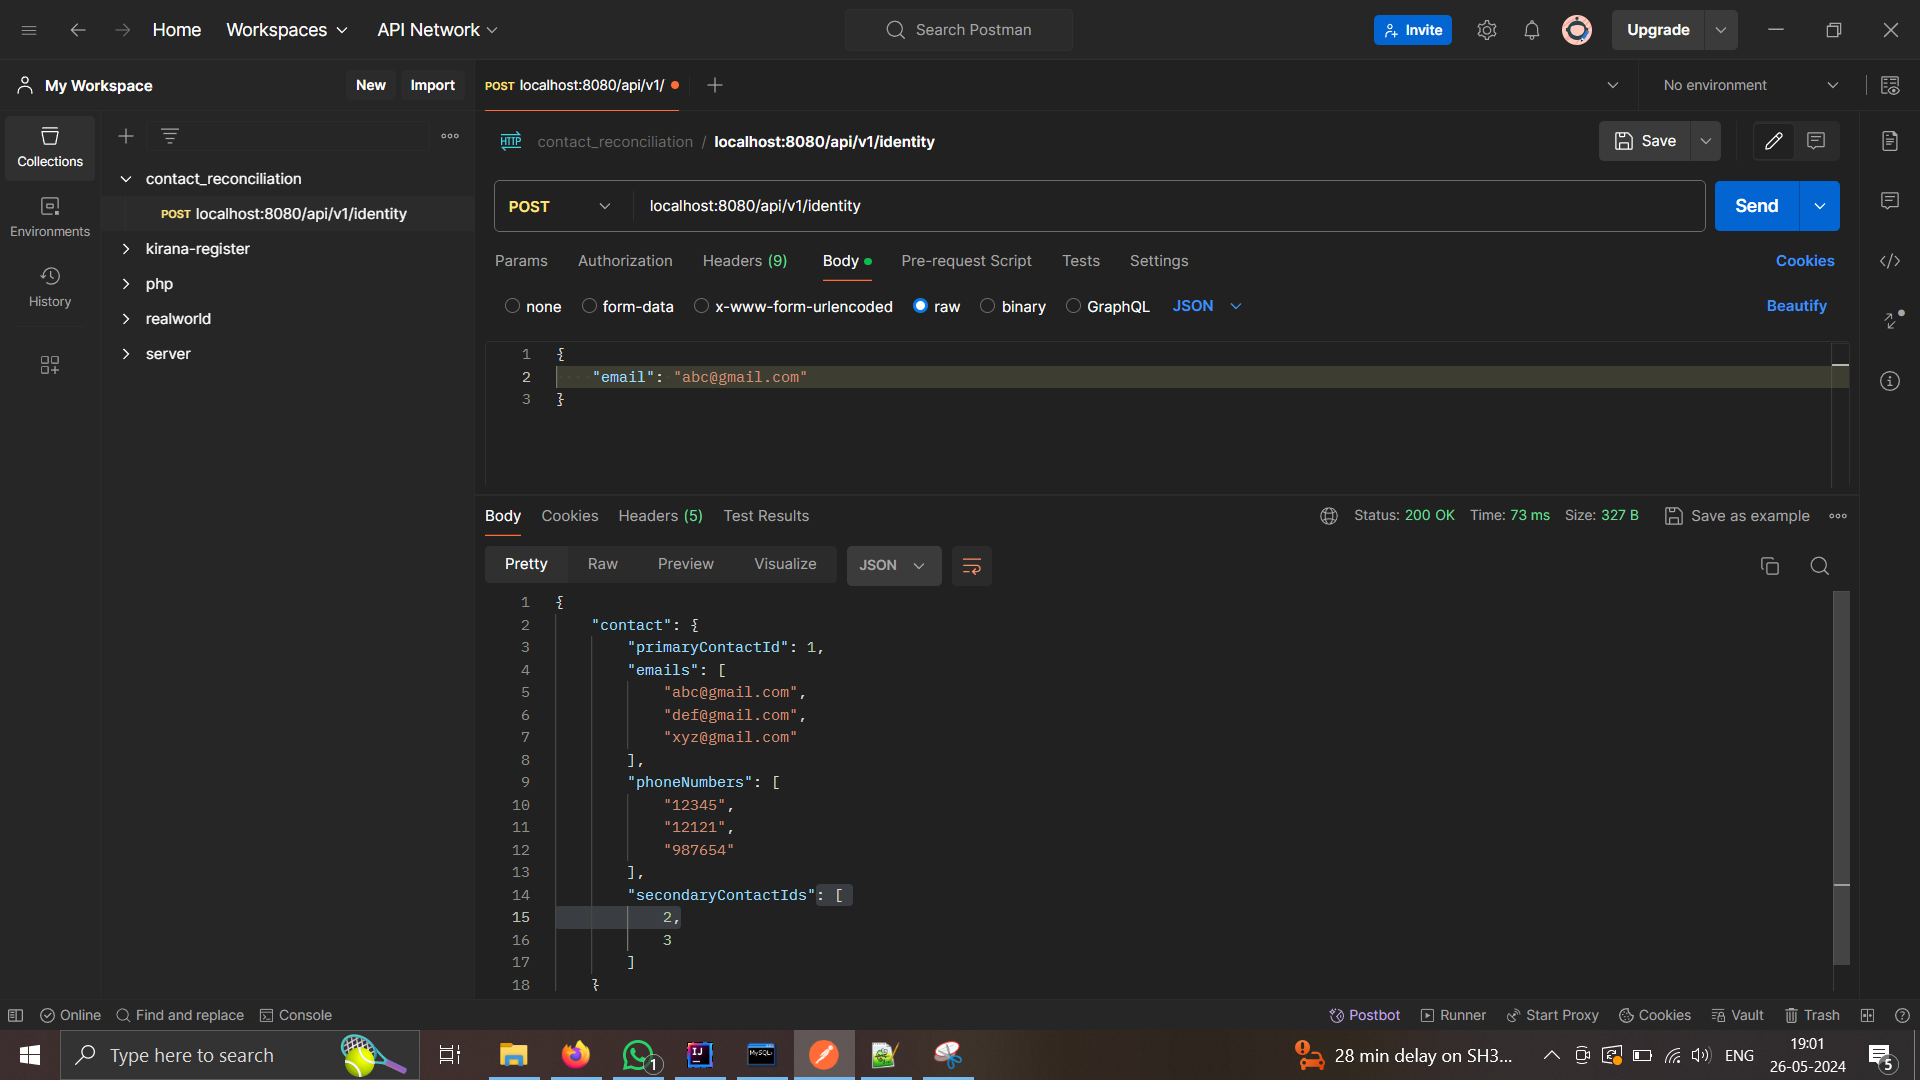 Home Workspaces API Network Search Postman Invite Upgrade
My Workspace New Import POST localhost:8080/api/v1/ No environment
Collections
Environments
History
contact_reconciliation
POST localhost:8080/api/v1/identity
kirana-register
php
realworld
server
HTTP contact_reconciliation / localhost:8080/api/v1/identity Save
POST localhost:8080/api/v1/identity Send
Params Authorization Headers (9) Body Pre-request Script Tests Settings Cookies
none form-data x-www-form-urlencoded raw binary GraphQL JSON Beautify
1 {
2 "email": "abc@gmail.com"
3 }
Body Cookies Headers (5) Test Results Status: 200 OK Time: 73 ms Size: 327 B Save as example
Pretty Raw Preview Visualize JSON
1 {
2 "contact": {
3 "primaryContactId": 1,
4 "emails": [
5 "abc@gmail.com",
6 "def@gmail.com",
7 "xyz@gmail.com"
8 ],
9 "phoneNumbers": [
10 "12345",
11 "12121",
12 "987654"
13 ],
14 "secondaryContactIds": [
15 2,
16 3
17 ]
18 }
Online Find and replace Console Postbot Runner Start Proxy Cookies Vault Trash
Type here to search 1 IJ MySQL 28 min delay on SH3... ENG 19:01
26-05-2024 5